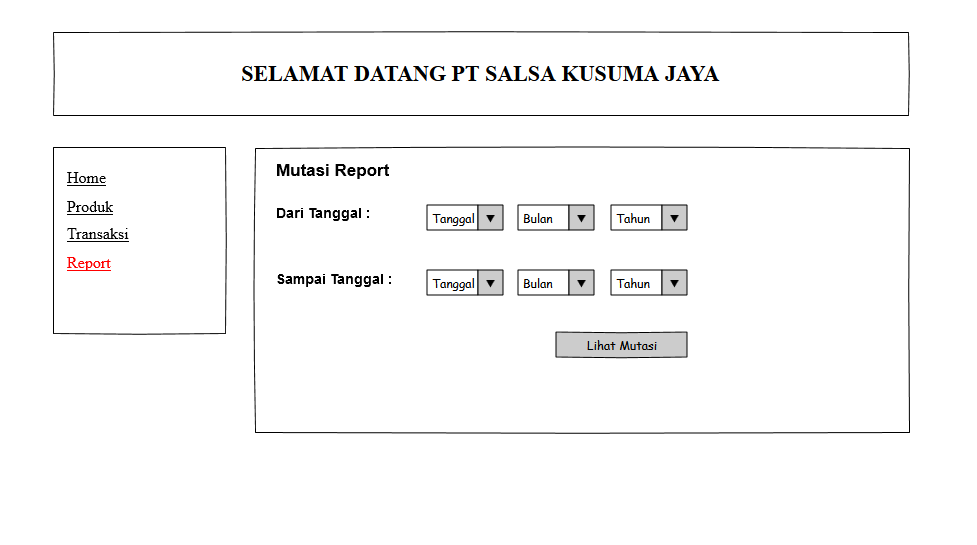 SELAMAT DATANG PT SALSA KUSUMA JAYA
Home
Produk
Transaksi
Report
Mutasi Report
Dari Tanggal : Tanggal Bulan Tahun
Sampai Tanggal : Tanggal Bulan Tahun
Lihat Mutasi